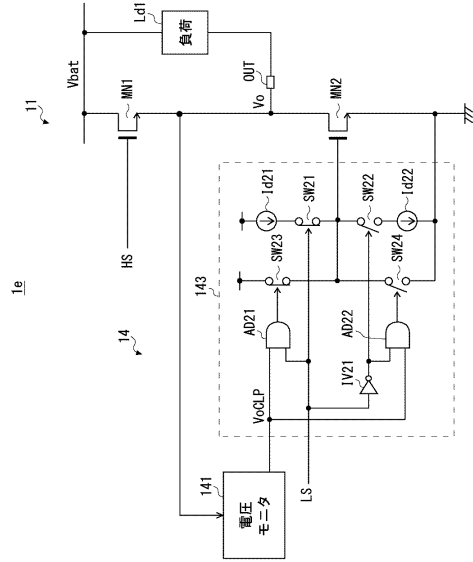 1e
11
14
Vbat
Ld1
負荷
MN1
HS
OUT
Vo
MN2
143
Id21
SW21
SW22
Id22
SW23
SW24
AD21
AD22
IV21
VoCLP
LS
141
電圧
モニタ